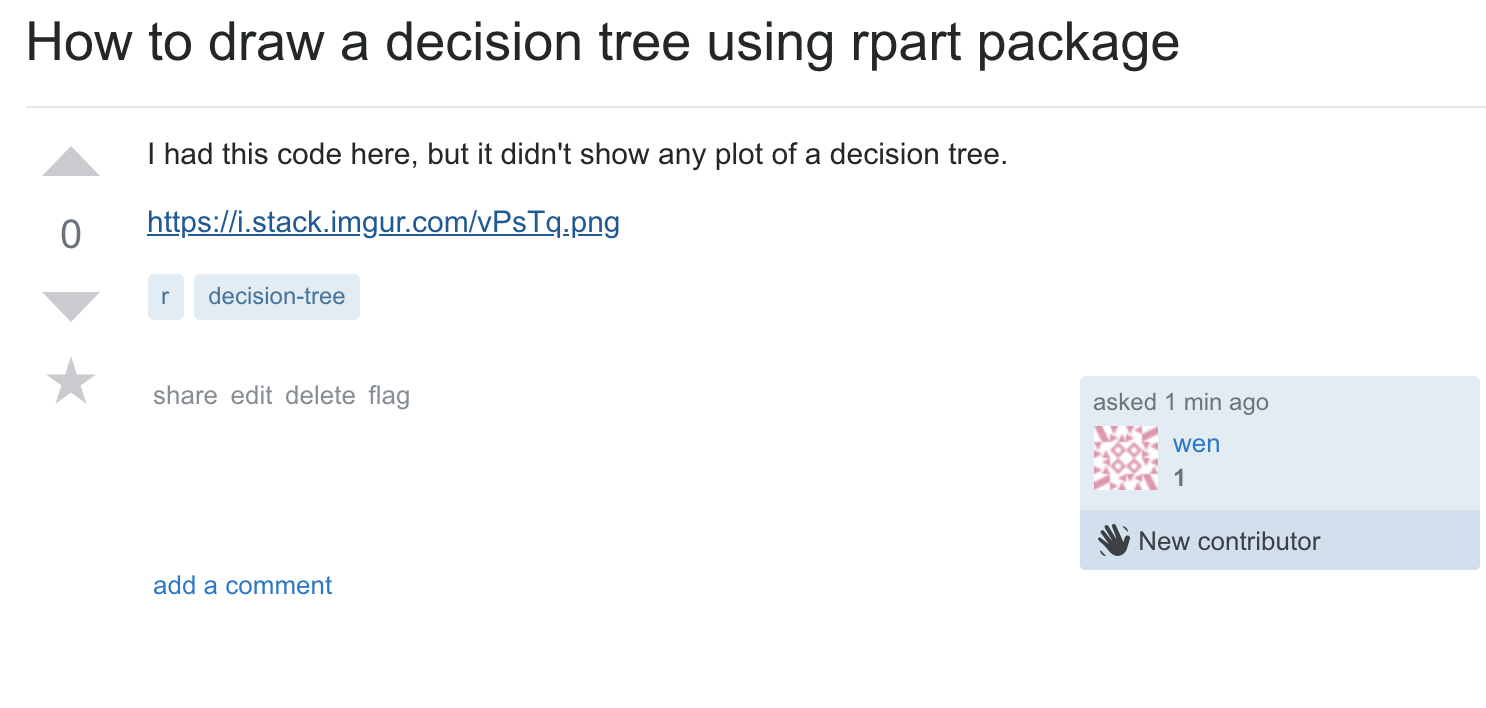 How to draw a decision tree using rpart package
I had this code here, but it didn't show any plot of a decision tree.
0
https://i.stack.imgur.com/vPsTq.png
r decision-tree
share edit delete flag
asked 1 min ago
wen
1
New contributor
add a comment